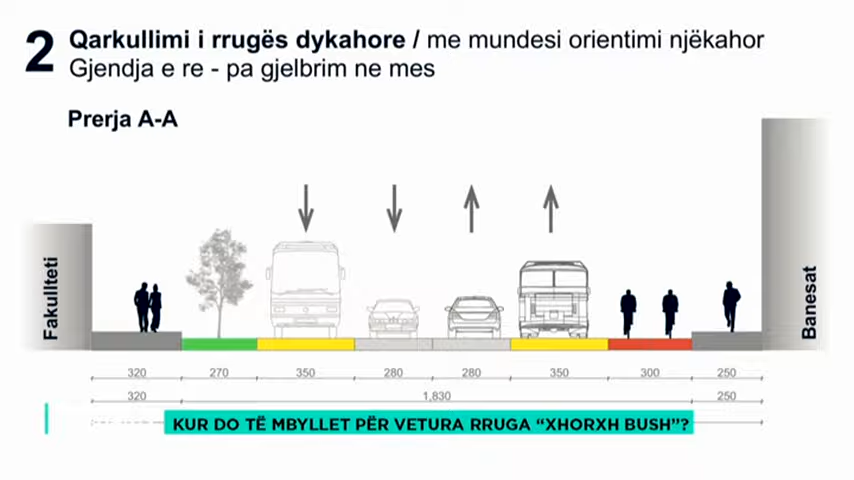 2 Qarkullimi i rrugës dykahore / me mundesi orientimi njëkahor
Gjendja e re - pa gjelbrim ne mes
Prerja A-A
Fakullteti
Banesat
320 270 350 280 280 350 300 250
320 1,830 250
KUR DO TË MBYLLET PËR VETURA RRUGA “XHORXH BUSH”?